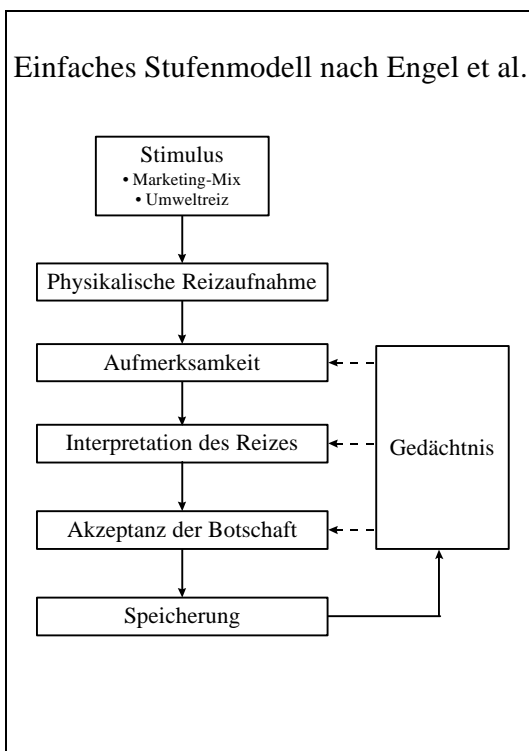 Einfaches Stufenmodell nach Engel et al.
Stimulus
• Marketing-Mix
• Umweltreiz
Physikalische Reizaufnahme
Aufmerksamkeit
Interpretation des Reizes
Gedächtnis
Akzeptanz der Botschaft
Speicherung